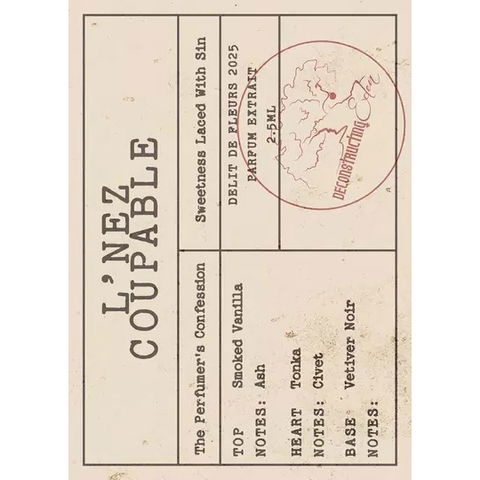 L'NEZ
COUPABLE
The Perfumer's Confession
Sweetness Laced With Sin
TOP Smoked Vanilla
NOTES: Ash
HEART Tonka
NOTES: Civet
BASE Vetiver Noir
NOTES:
DELIT DE FLEURS 2025
PARFUM EXTRAIT
2.5ML
DECONSTRUCTING
Eden